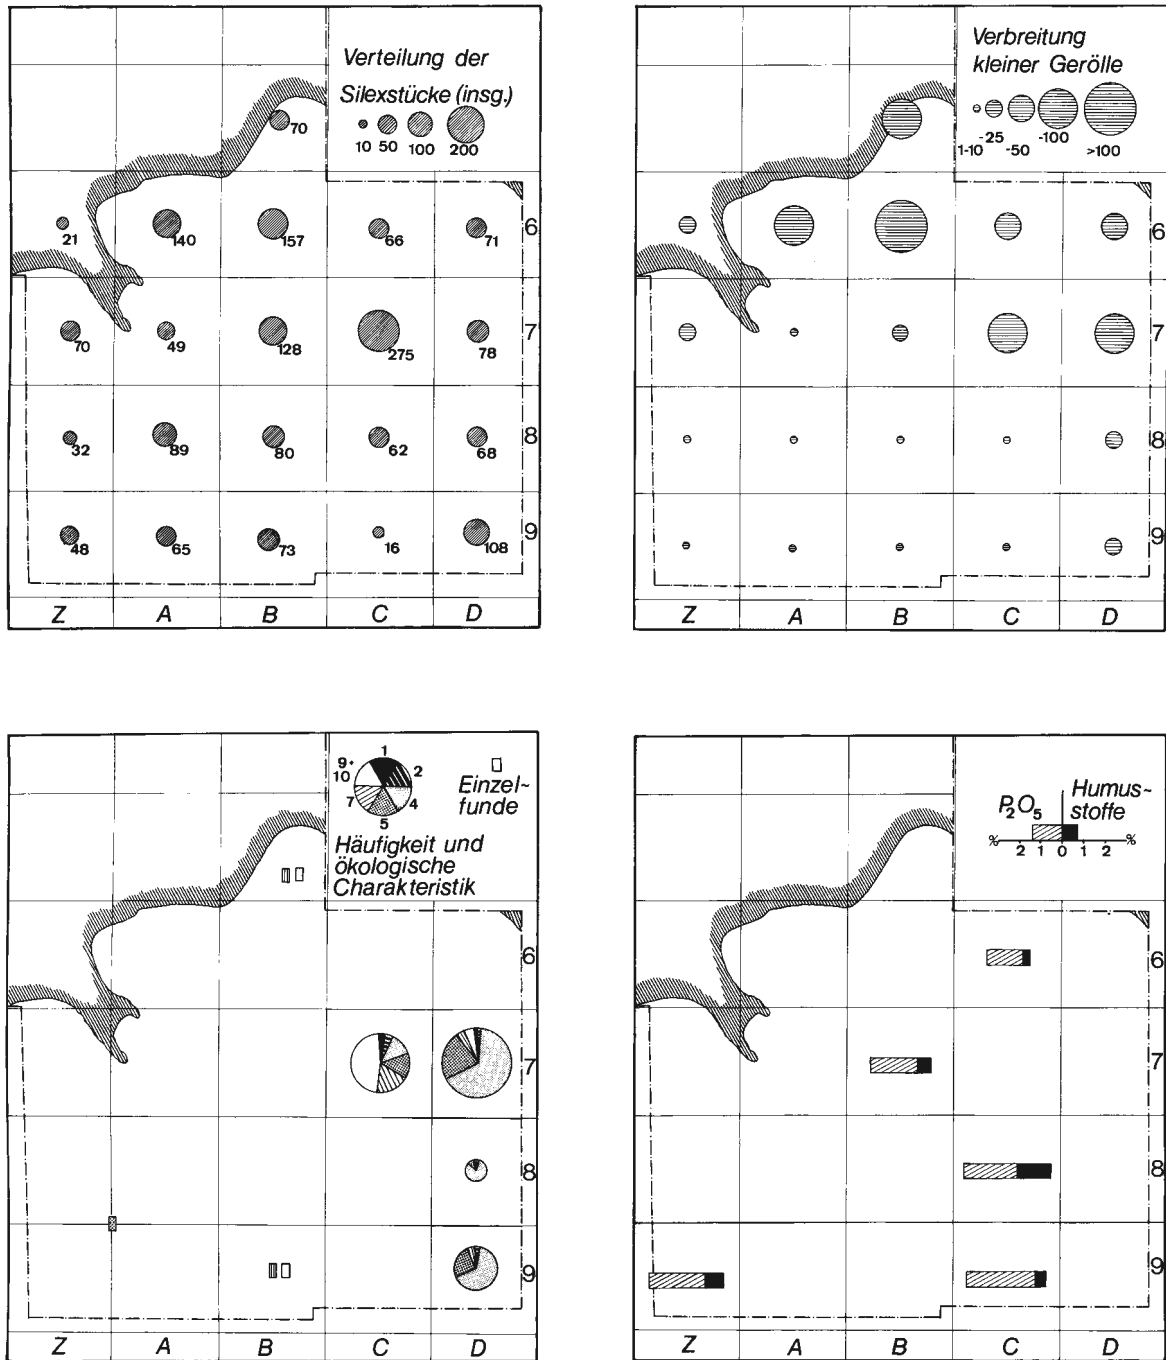 Verteilung der
Silexstücke (insg.)
10 50 100 200
70
21 140 157 66 71 6
70 49 128 275 78 7
32 89 80 62 68 8
48 65 73 16 108 9
Z A B C D
Verbreitung
kleiner Gerölle
1-10 -25 -50 -100 >100
6
7
8
9
Z A B C D
1
9+
10
2
7
4
5
Einzel-
funde
Häufigkeit und
ökologische
Charakteristik
6
7
8
9
Z A B C D
P2O5
Humus-
stoffe
% 2 1 0 1 2 %
6
7
8
9
Z A B C D